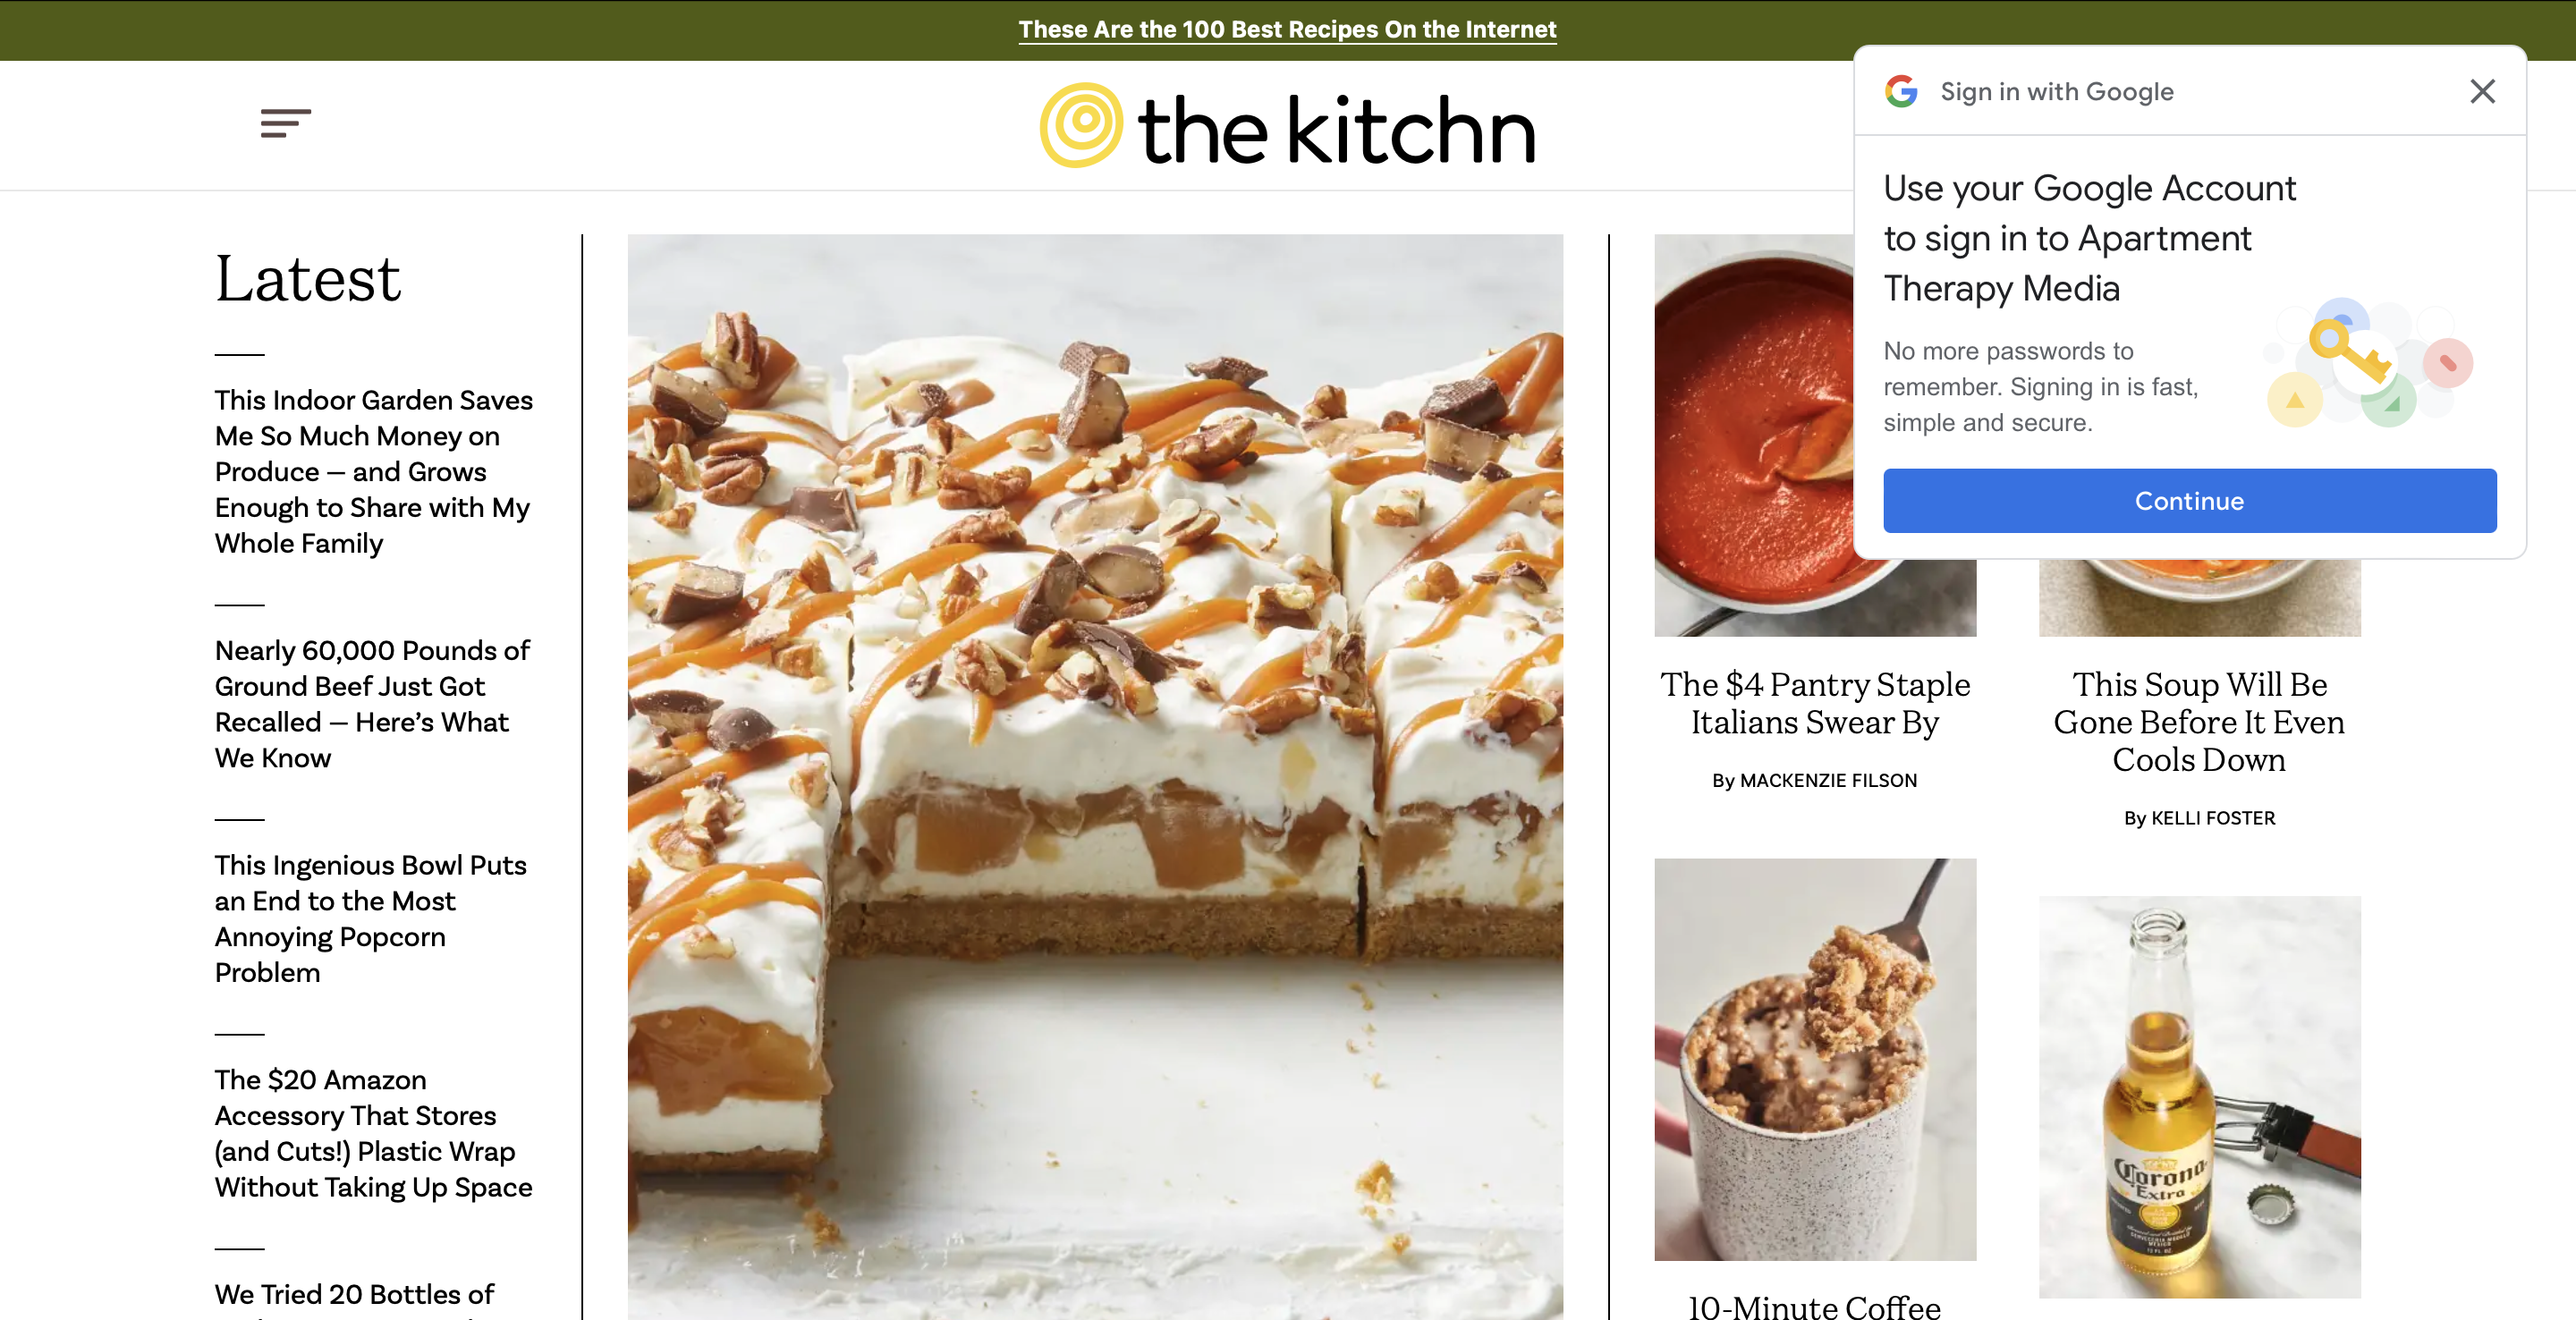 These Are the 100 Best Recipes On the Internet
the kitchn
Sign in with Google
Use your Google Account
to sign in to Apartment
Therapy Media
No more passwords to
remember. Signing in is fast,
simple and secure.
Continue
Latest
This Indoor Garden Saves
Me So Much Money on
Produce — and Grows
Enough to Share with My
Whole Family
Nearly 60,000 Pounds of
Ground Beef Just Got
Recalled — Here’s What
We Know
This Ingenious Bowl Puts
an End to the Most
Annoying Popcorn
Problem
The $20 Amazon
Accessory That Stores
(and Cuts!) Plastic Wrap
Without Taking Up Space
We Tried 20 Bottles of
The $4 Pantry Staple
Italians Swear By
By MACKENZIE FILSON
This Soup Will Be
Gone Before It Even
Cools Down
By KELLI FOSTER
10-Minute Coffee
Corona
Extra